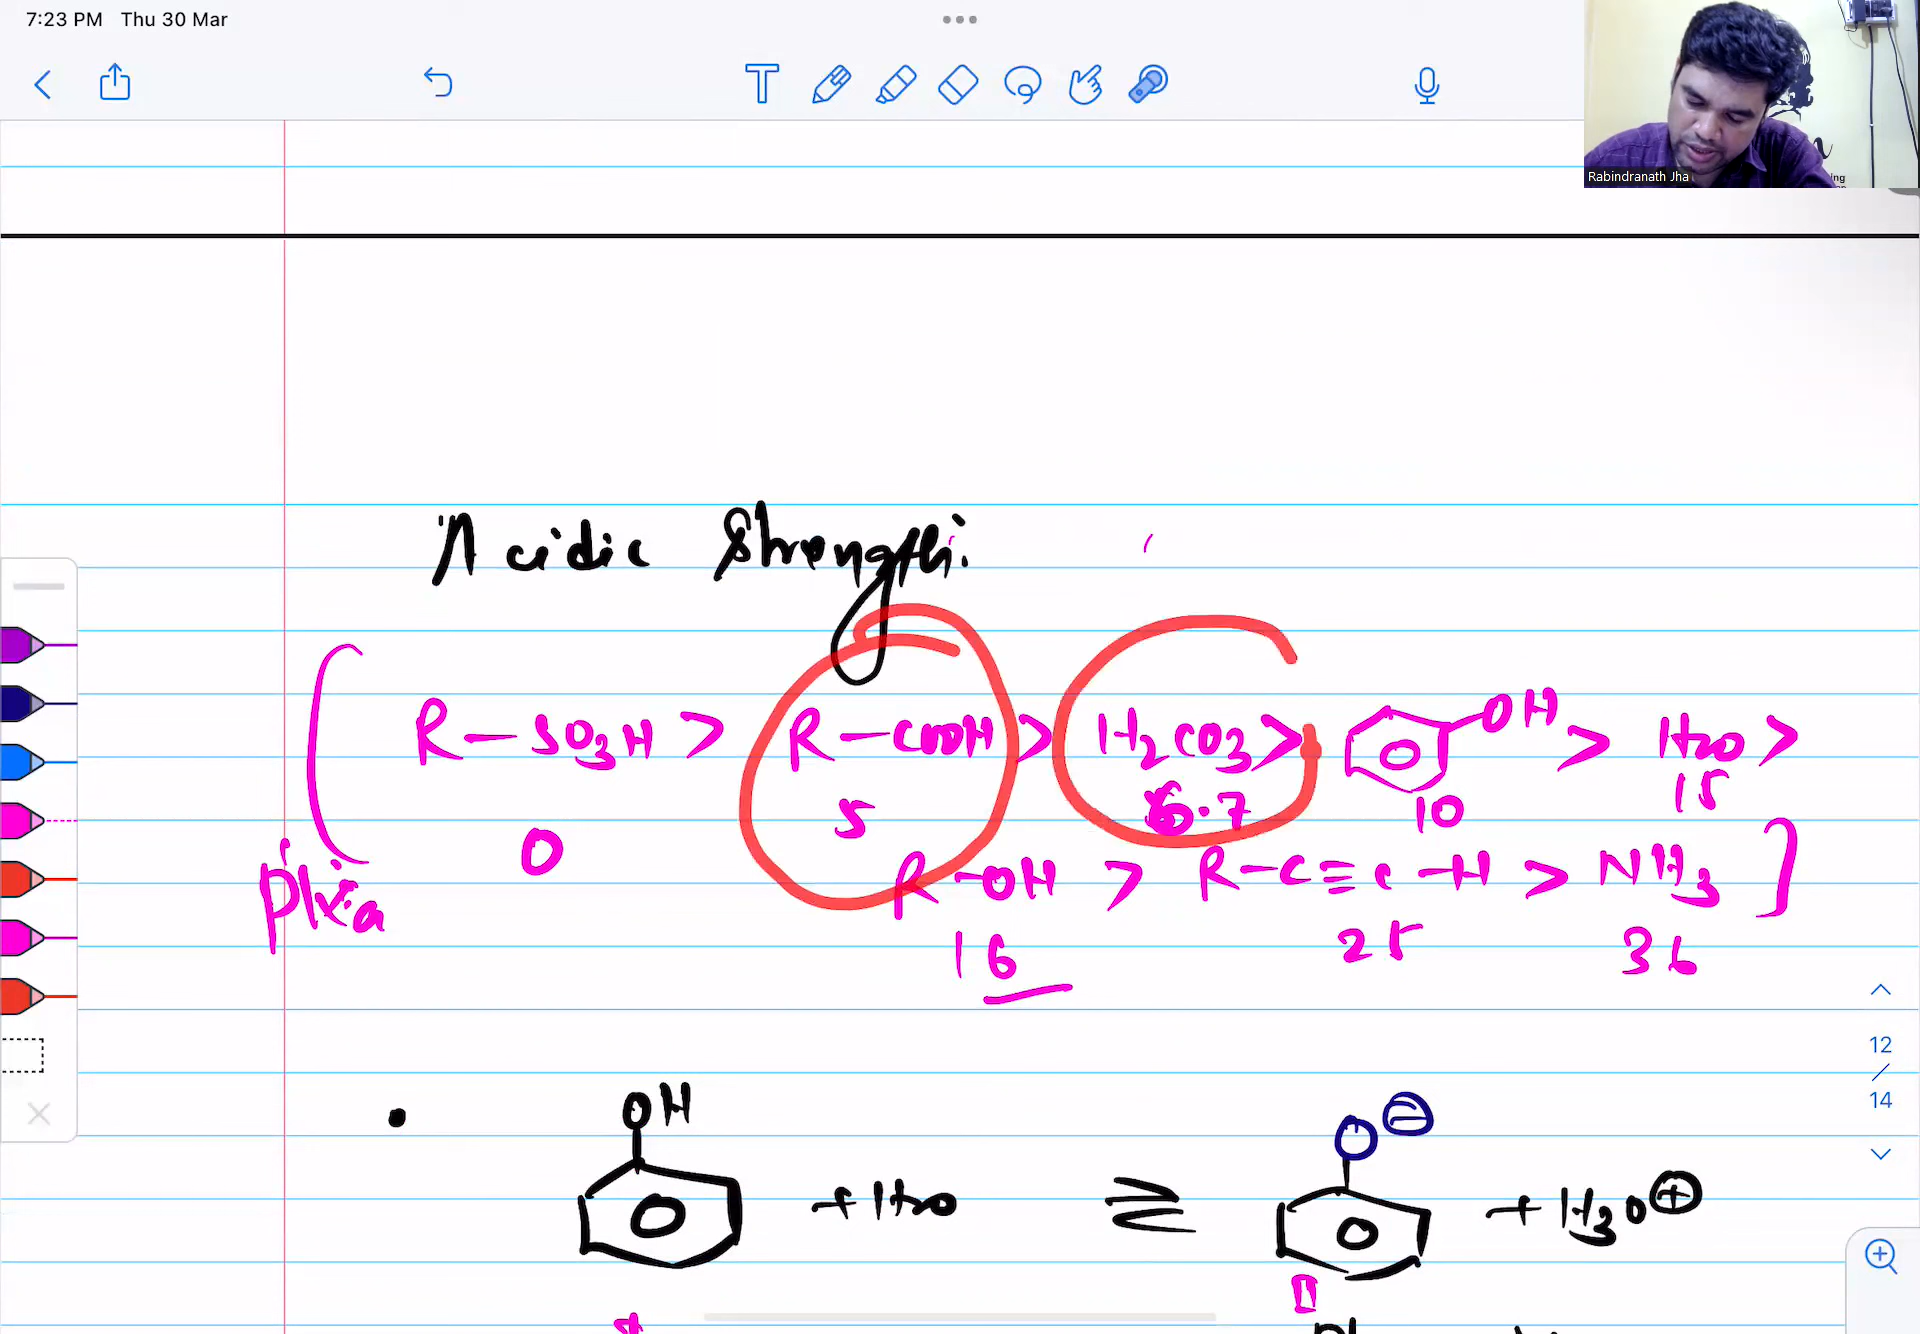 7:23 PM Thu 30 Mar
T
Rabindranath Jha
ing
Acidic Strength:
R-SO3H > R-COOH > H2CO3 > OH > H2O >
0 5 6.7 10 15
R-OH > R-C≡C-H > NH3 ]
pKa
16 25 36
12
/
14
• OH + H2O ⇌ O⊖ + H3O⊕